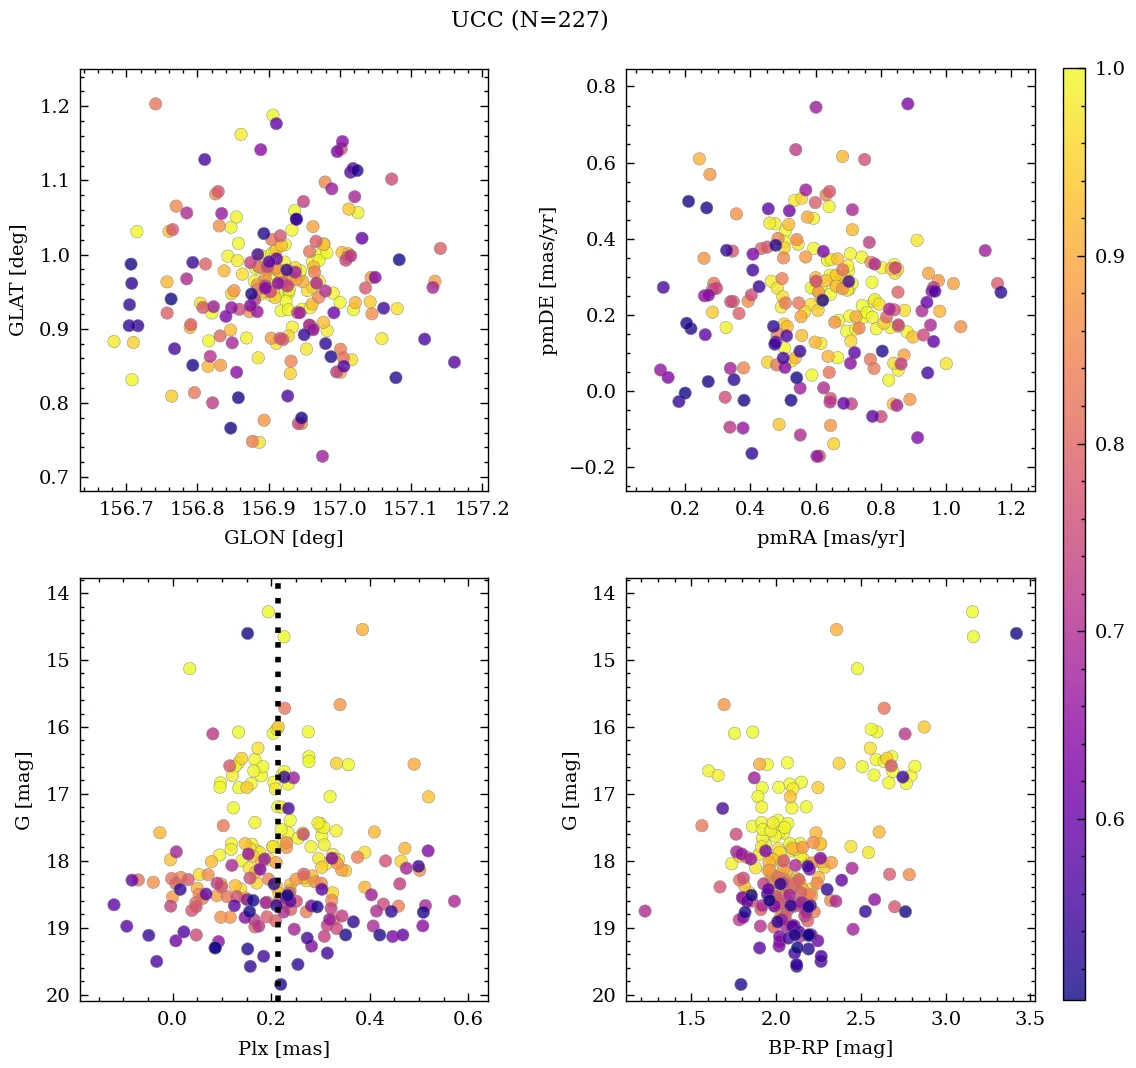 UCC (N=227)
1.2
1.1
1.0
0.9
0.8
0.7
GLAT [deg]
156.7 156.8 156.9 157.0 157.1 157.2
GLON [deg]
0.8
0.6
0.4
0.2
0.0
−0.2
pmDE [mas/yr]
0.2 0.4 0.6 0.8 1.0 1.2
pmRA [mas/yr]
14
15
16
17
18
19
20
G [mag]
0.0 0.2 0.4 0.6
Plx [mas]
14
15
16
17
18
19
20
G [mag]
1.5 2.0 2.5 3.0 3.5
BP-RP [mag]
1.0
0.9
0.8
0.7
0.6